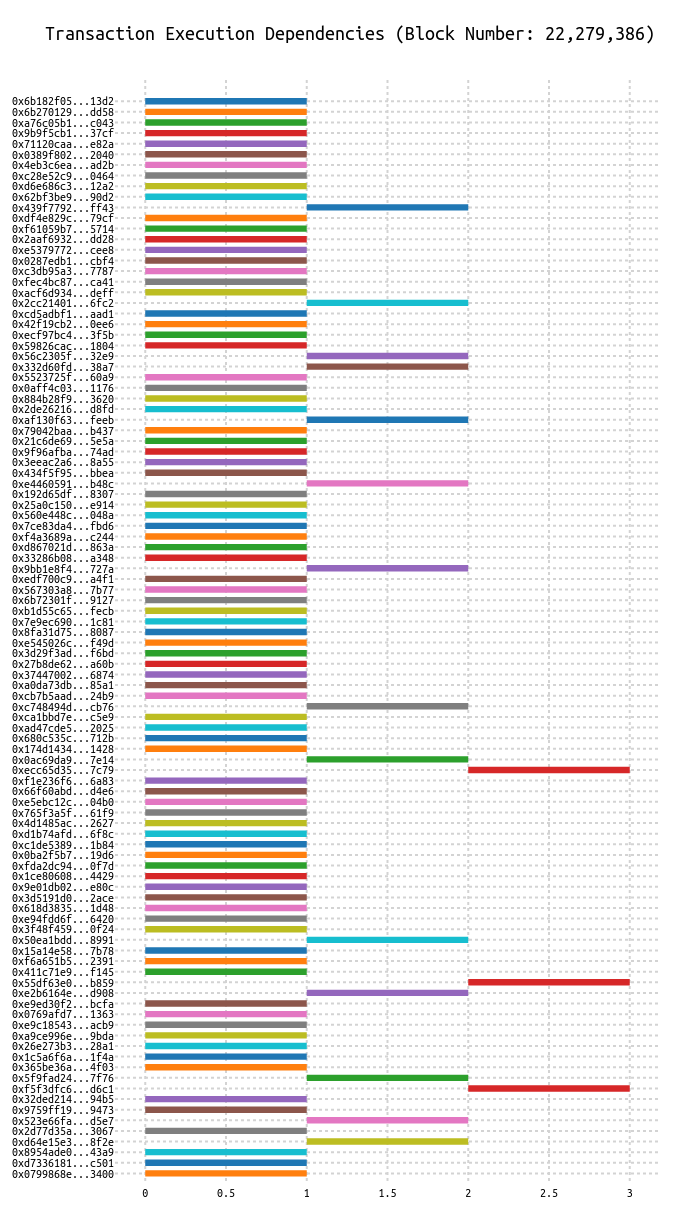 Transaction Execution Dependencies (Block Number: 22,279,386)
0x6b182f05...13d2
0x6b270129...dd58
0xa76c05b1...c043
0x9b9f5cb1...37cf
0x71120caa...e82a
0x0389f802...2040
0x4eb3c6ea...ad2b
0xc28e52c9...0464
0xd6e686c3...12a2
0x62bf3be9...90d2
0x439f7792...ff43
0xdf4e829c...79cf
0xf61059b7...5714
0x2aaf6932...dd28
0xe5379772...cee8
0x0287edb1...cbf4
0xc3db95a3...7787
0xfec4bc87...ca41
0xacf6d934...deff
0x2cc21401...6fc2
0xcd5adbf1...aad1
0x42f19cb2...0ee6
0xecf97bc4...3f5b
0x59826cac...1804
0x56c2305f...32e9
0x332d60fd...38a7
0x5523725f...60a9
0x0aff4c03...1176
0x884b28f9...3620
0x2de26216...d8fd
0xaf130f63...feeb
0x79042baa...b437
0x21c6de69...5e5a
0x9f96afba...74ad
0x3eeac2a6...8a55
0x434f5f95...bbea
0xe4460591...b48c
0x192d65df...8307
0x25a0c150...e914
0x560e448c...048a
0x7ce83da4...fbd6
0xf4a3689a...c244
0xd867021d...863a
0x33286b08...a348
0x9bb1e8f4...727a
0xedf700c9...a4f1
0x567303a8...7b77
0x6b72301f...9127
0xb1d55c65...fecb
0x7e9ec690...1c81
0x8fa31d75...8087
0xe545026c...f49d
0x3d29f3ad...f6bd
0x27b8de62...a60b
0x37447002...6874
0xa0da73db...85a1
0xcb7b5aad...24b9
0xc748494d...cb76
0xca1bbd7e...c5e9
0xad47cde5...2025
0x680c535c...712b
0x174d1434...1428
0x0ac69da9...7e14
0xecc65d35...7c79
0xf1e236f6...6a83
0x66f60abd...d4e6
0xe5ebc12c...04b0
0x765f3a5f...61f9
0x4d1485ac...2627
0xd1b74afd...6f8c
0xc1de5389...1b84
0x0ba2f5b7...19d6
0xfda2dc94...0f7d
0x1ce80608...4429
0x9e01db02...e80c
0x3d5191d0...2ace
0x618d3835...1d48
0xe94fdd6f...6420
0x3f48f459...0f24
0x50ea1bdd...8991
0x15a14e58...7b78
0xf6a651b5...2391
0x411c71e9...f145
0x55df63e0...b859
0xe2b6164e...d908
0xe9ed30f2...bcfa
0x0769afd7...1363
0xe9c18543...acb9
0xa9ce996e...9bda
0x26e273b3...28a1
0x1c5a6f6a...1f4a
0x365be36a...4f03
0x5f9fad24...7f76
0xf5f3dfc6...d6c1
0x32ded214...94b5
0x9759ff19...9473
0x523e66fa...d5e7
0x2d77d35a...3067
0xd64e15e3...8f2e
0x8954ade0...43a9
0xd7336181...c501
0x0799868e...3400
0 0.5 1 1.5 2 2.5 3